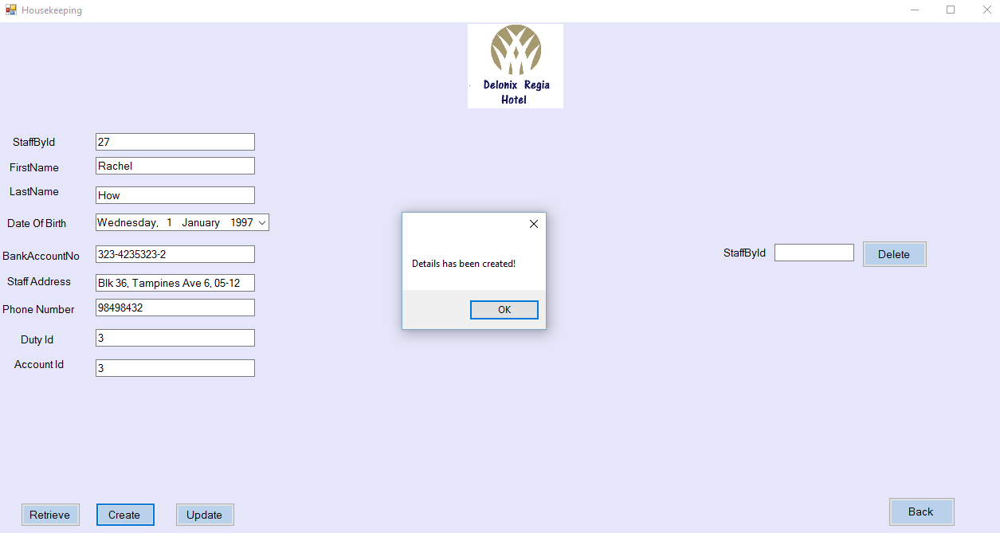 Housekeeping
Delonix Regia
Hotel
StaffById 27
FirstName Rachel
LastName How
Date Of Birth Wednesday, 1 January 1997
BankAccountNo 323-4235323-2
Staff Address Blk 36, Tampines Ave 6, 05-12
Phone Number 98498432
Duty Id 3
Account Id 3
Details has been created!
OK
StaffById Delete
Retrieve Create Update Back